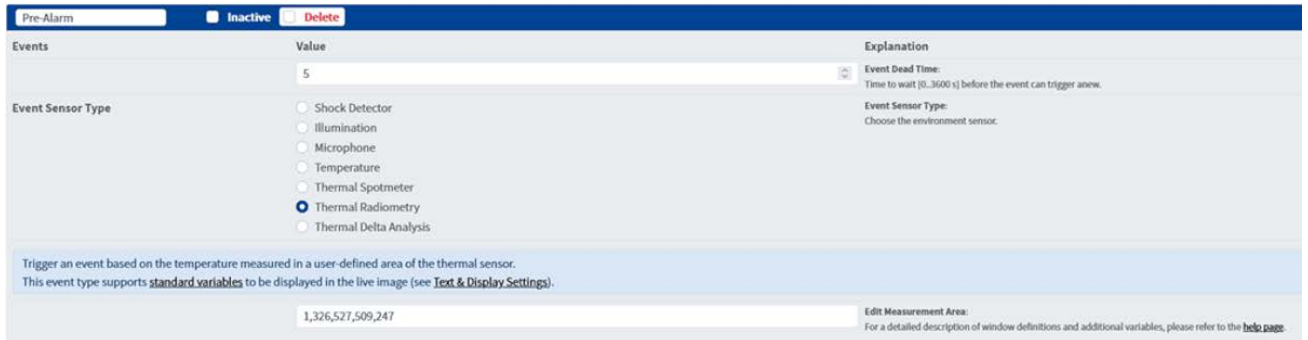 Pre-Alarm Inactive Delete
Events Value Explanation
5 Event Dead Time:
Time to wait [0..3600 s] before the event can trigger anew.
Event Sensor Type Shock Detector Event Sensor Type:
Illumination Choose the environment sensor.
Microphone
Temperature
Thermal Spotmeter
Thermal Radiometry
Thermal Delta Analysis
Trigger an event based on the temperature measured in a user-defined area of the thermal sensor.
This event type supports standard variables to be displayed in the live image (see Text & Display Settings).
1,326,527,509,247 Edit Measurement Area:
For a detailed description of window definitions and additional variables, please refer to the help page.